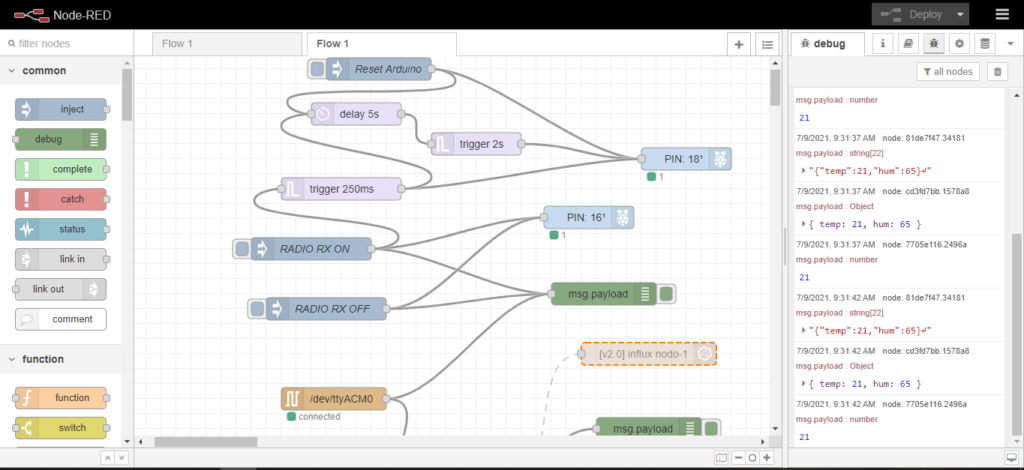 Node-RED
Deploy
filter nodes
common
inject
debug
complete
catch
status
link in
link out
comment
function
function
switch
Flow 1
Flow 1
Reset Arduino
delay 5s
trigger 2s
PIN: 18¹
1
trigger 250ms
PIN: 16¹
1
RADIO RX ON
RADIO RX OFF
msg.payload
[v2.0] influx nodo-1
/dev/ttyACM0
connected
msg.payload
debug
all nodes
msg.payload : number
21
7/9/2021, 9:31:37 AM node: 81de7f47.34181
msg.payload : string[22]
"{"temp":21,"hum":65}↵"
7/9/2021, 9:31:37 AM node: cd3fd7bb.1578a8
msg.payload : Object
{ temp: 21, hum: 65 }
7/9/2021, 9:31:37 AM node: 7705e116.2496a
msg.payload : number
21
7/9/2021, 9:31:42 AM node: 81de7f47.34181
msg.payload : string[22]
"{"temp":21,"hum":65}↵"
7/9/2021, 9:31:42 AM node: cd3fd7bb.1578a8
msg.payload : Object
{ temp: 21, hum: 65 }
7/9/2021, 9:31:42 AM node: 7705e116.2496a
msg.payload : number
21